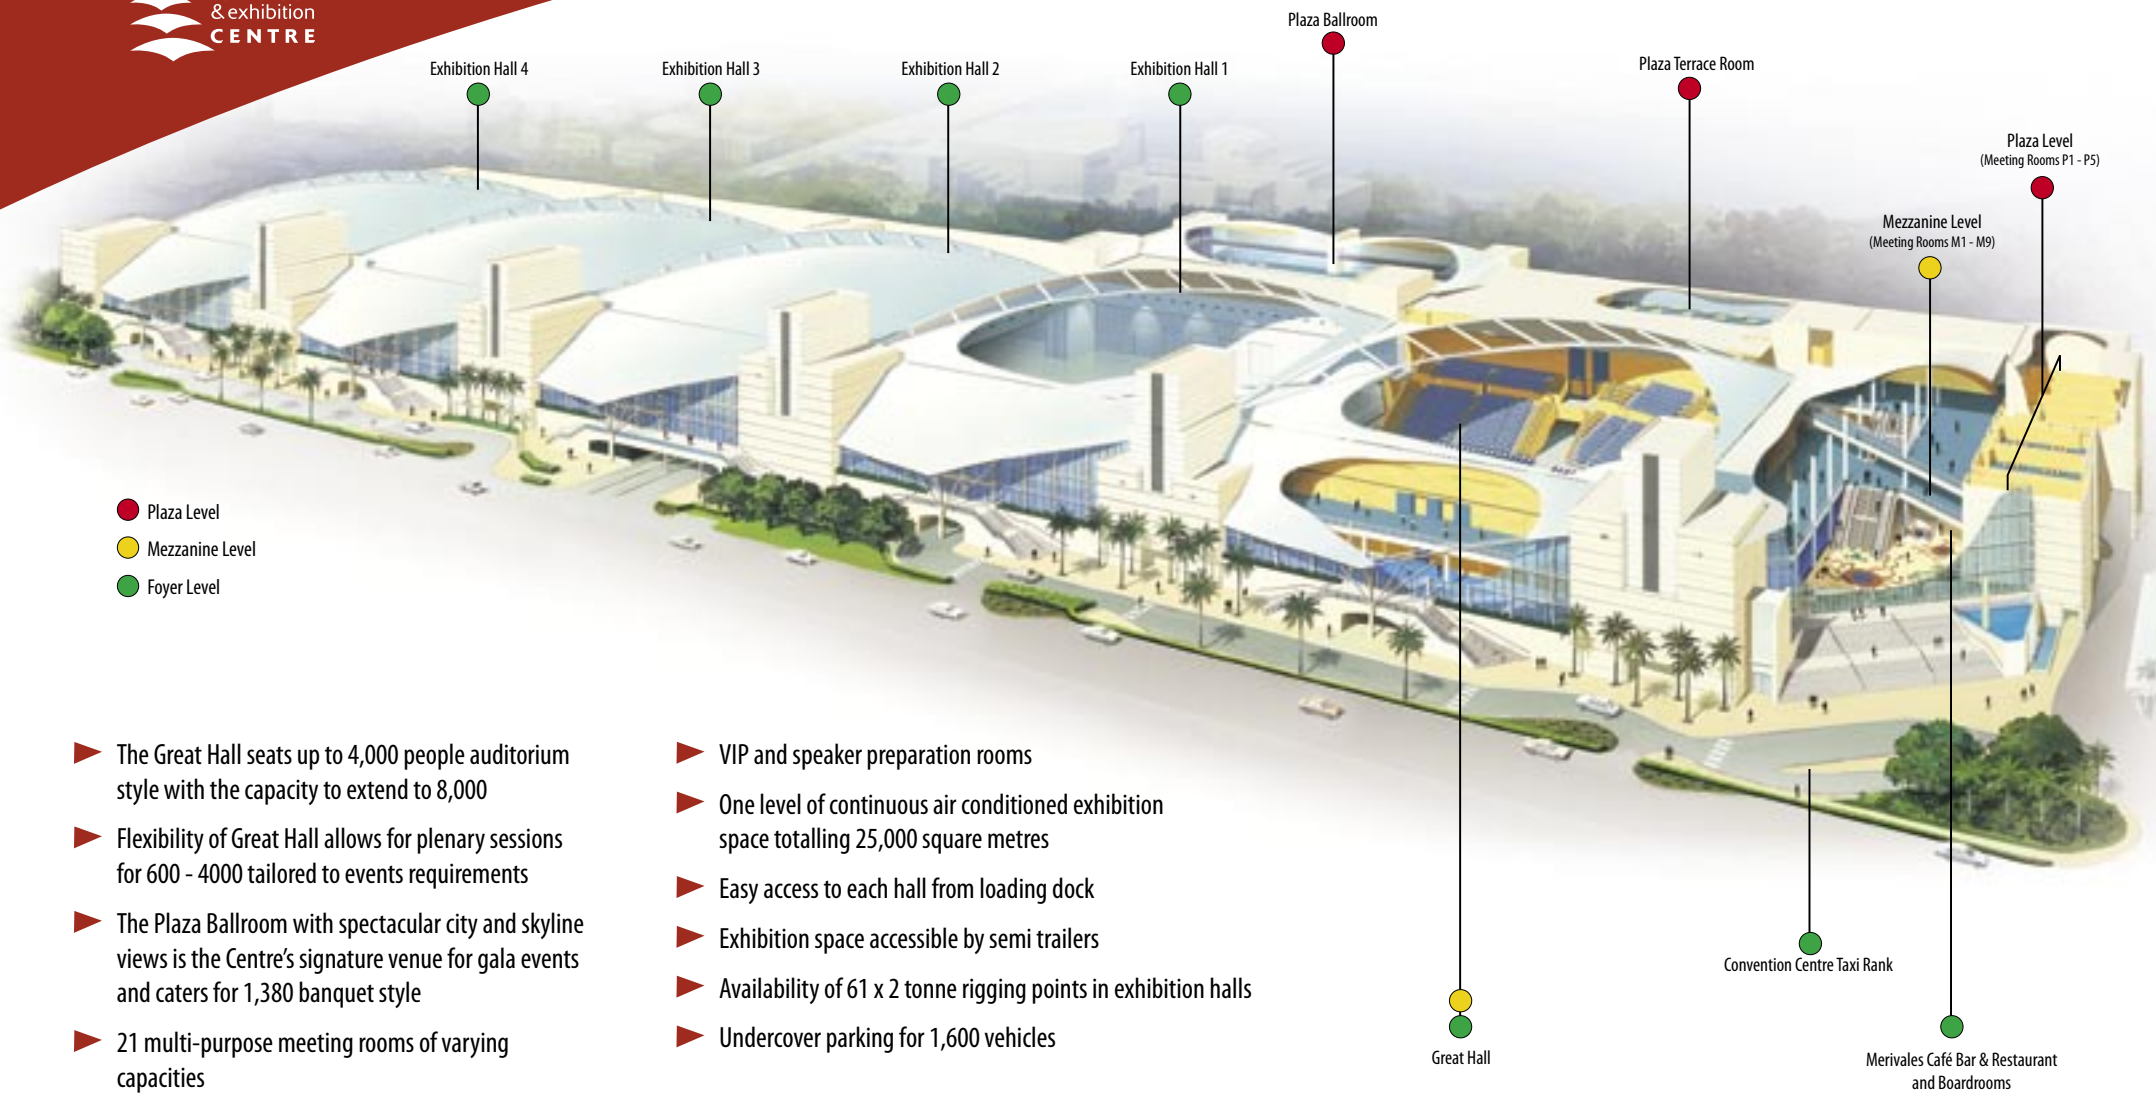 & exhibition
CENTRE
Plaza Ballroom
Exhibition Hall 4
Exhibition Hall 3
Exhibition Hall 2
Exhibition Hall 1
Plaza Terrace Room
Plaza Level
(Meeting Rooms P1 - P5)
Mezzanine Level
(Meeting Rooms M1 - M9)
Plaza Level
Mezzanine Level
Foyer Level
The Great Hall seats up to 4,000 people auditorium
style with the capacity to extend to 8,000
Flexibility of Great Hall allows for plenary sessions
for 600 - 4000 tailored to events requirements
The Plaza Ballroom with spectacular city and skyline
views is the Centre’s signature venue for gala events
and caters for 1,380 banquet style
21 multi-purpose meeting rooms of varying
capacities
VIP and speaker preparation rooms
One level of continuous air conditioned exhibition
space totalling 25,000 square metres
Easy access to each hall from loading dock
Exhibition space accessible by semi trailers
Availability of 61 x 2 tonne rigging points in exhibition halls
Undercover parking for 1,600 vehicles
Great Hall
Convention Centre Taxi Rank
Merivales Café Bar & Restaurant
and Boardrooms